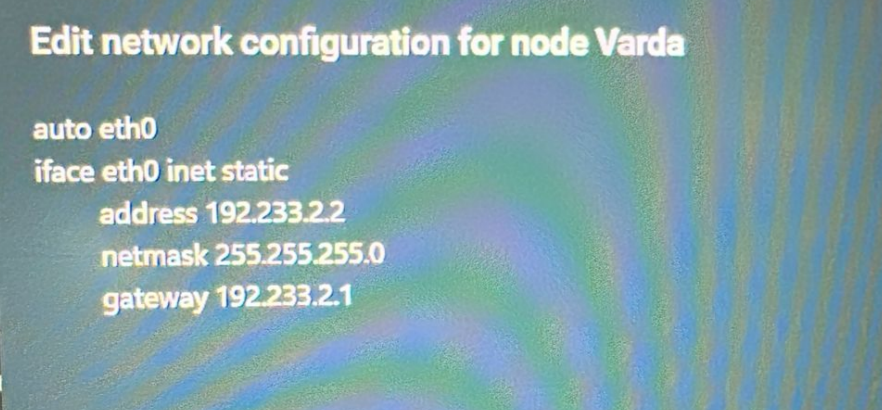 Edit network configuration for node Varda
auto eth0
iface eth0 inet static
address 192.233.2.2
netmask 255.255.255.0
gateway 192.233.2.1